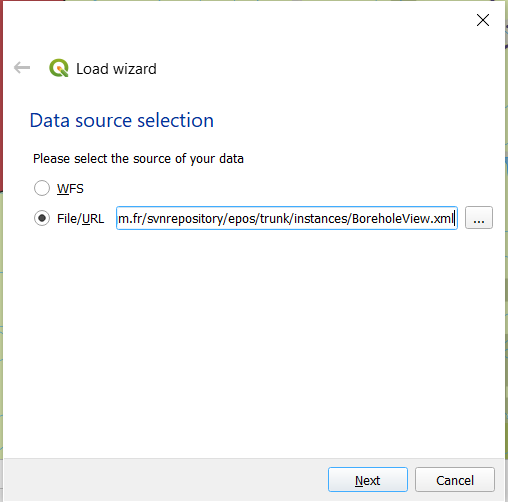 Load wizard
Data source selection
Please select the source of your data
WFS
File/URL m.fr/svnrepository/epos/trunk/instances/BoreholeView.xml ...
Next Cancel